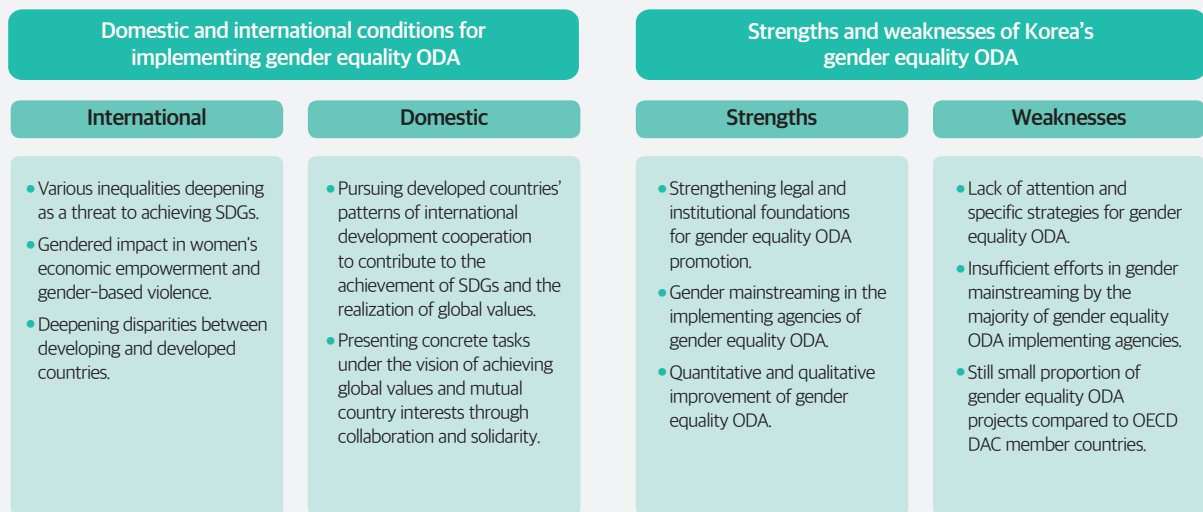 Domestic and international conditions for
implementing gender equality ODA
International
• Various inequalities deepening
as a threat to achieving SDGs.
• Gendered impact in women's
economic empowerment and
gender-based violence.
• Deepening disparities between
developing and developed
countries.
Domestic
• Pursuing developed countries'
patterns of international
development cooperation
to contribute to the
achievement of SDGs and the
realization of global values.
• Presenting concrete tasks
under the vision of achieving
global values and mutual
country interests through
collaboration and solidarity.
Strengths and weaknesses of Korea's
gender equality ODA
Strengths
• Strengthening legal and
institutional foundations
for gender equality ODA
promotion.
• Gender mainstreaming in the
implementing agencies of
gender equality ODA.
• Quantitative and qualitative
improvement of gender
equality ODA.
Weaknesses
• Lack of attention and
specific strategies for gender
equality ODA.
• Insufficient efforts in gender
mainstreaming by the
majority of gender equality
ODA implementing agencies.
• Still small proportion of
gender equality ODA
projects compared to OECD
DAC member countries.